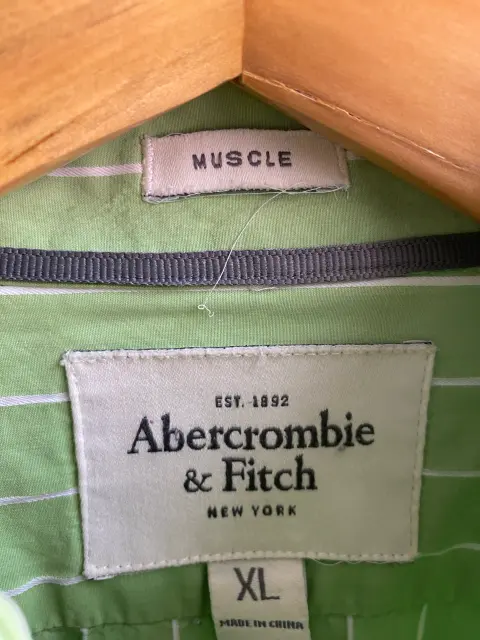 MUSCLE
EST. 1892
Abercrombie
& Fitch
NEW YORK
XL
MADE IN CHINA